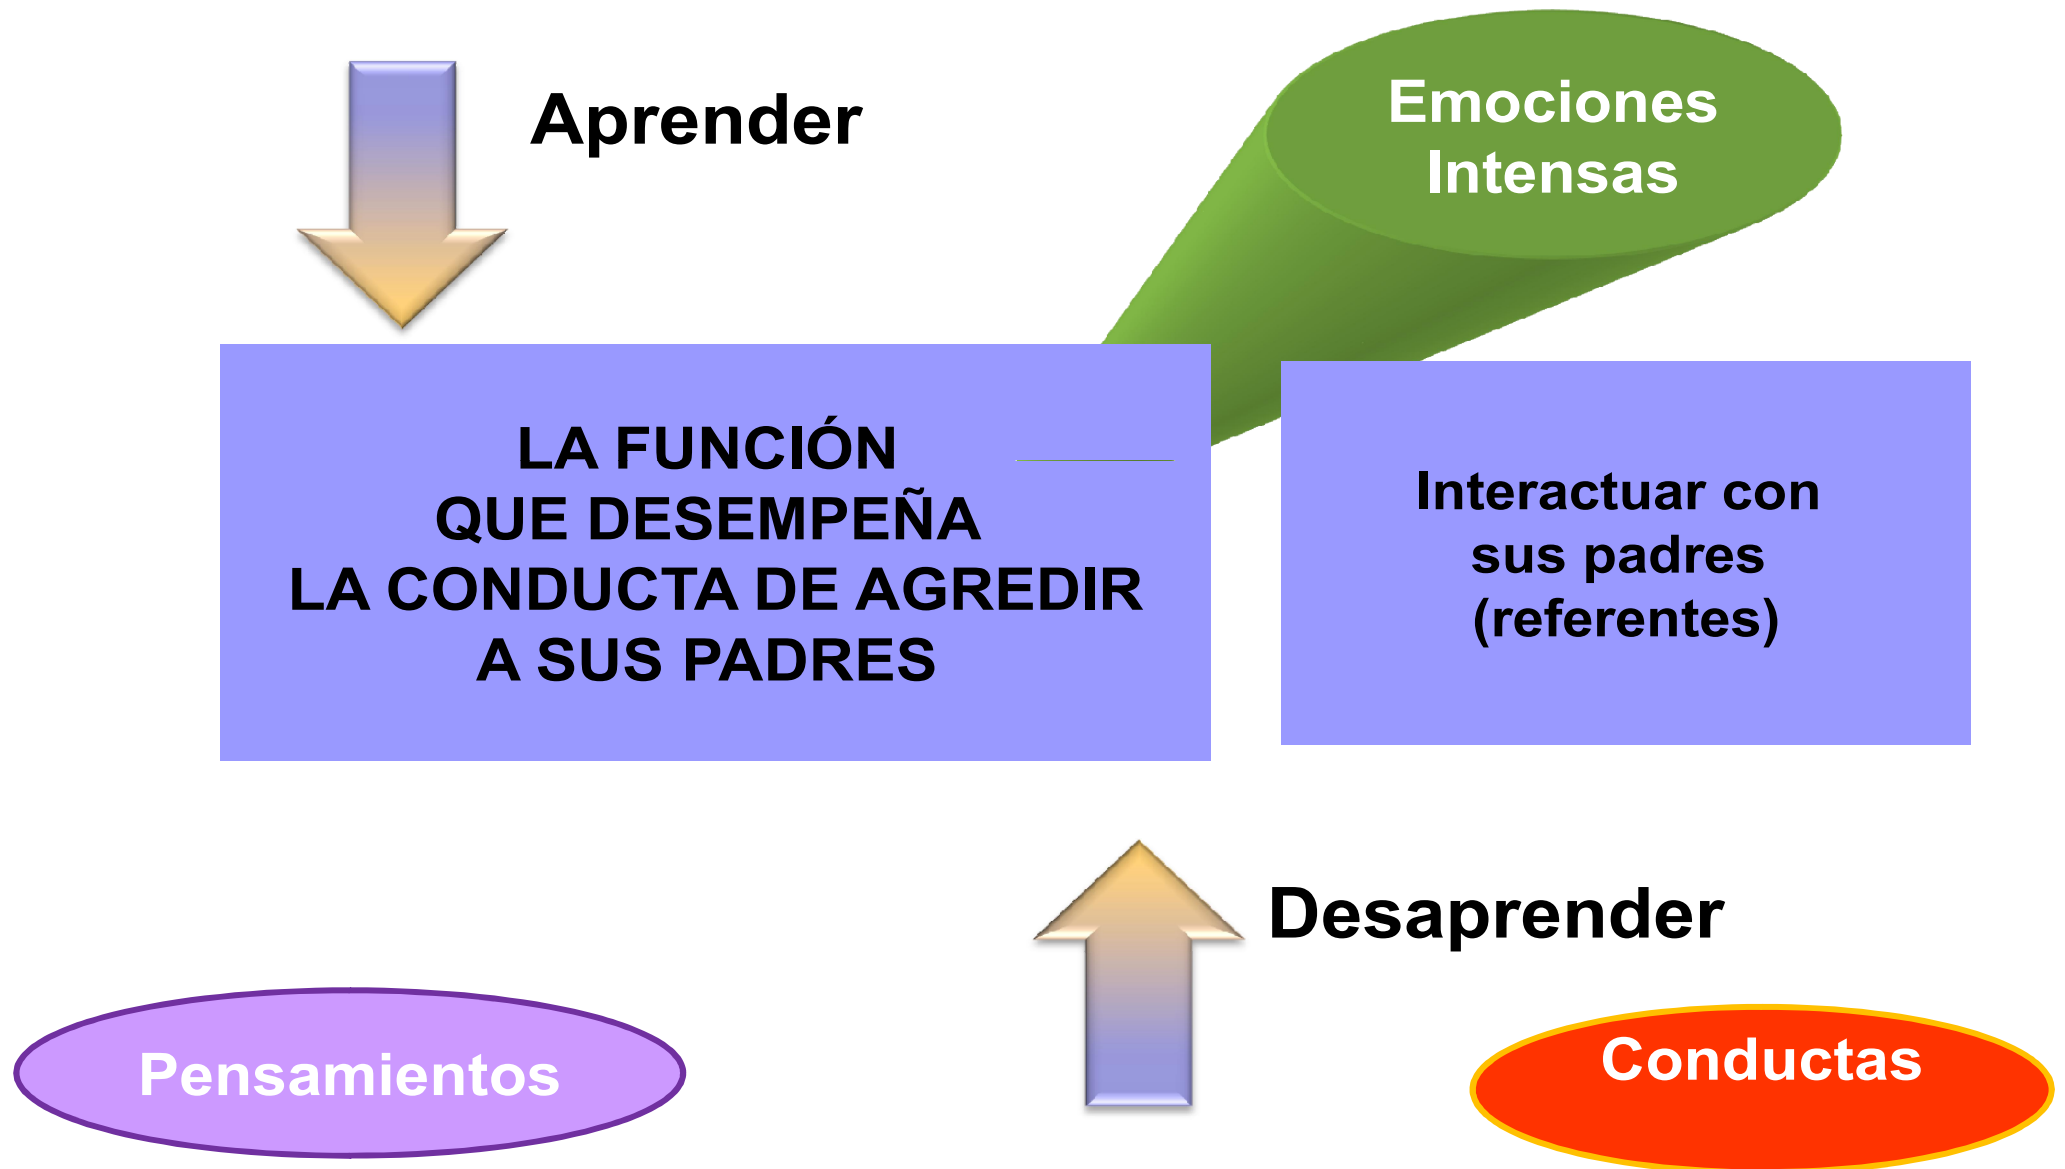 Aprender
Emociones
Intensas
LA FUNCIÓN
QUE DESEMPEÑA
LA CONDUCTA DE AGREDIR
A SUS PADRES
Interactuar con
sus padres
(referentes)
Desaprender
Pensamientos
Conductas